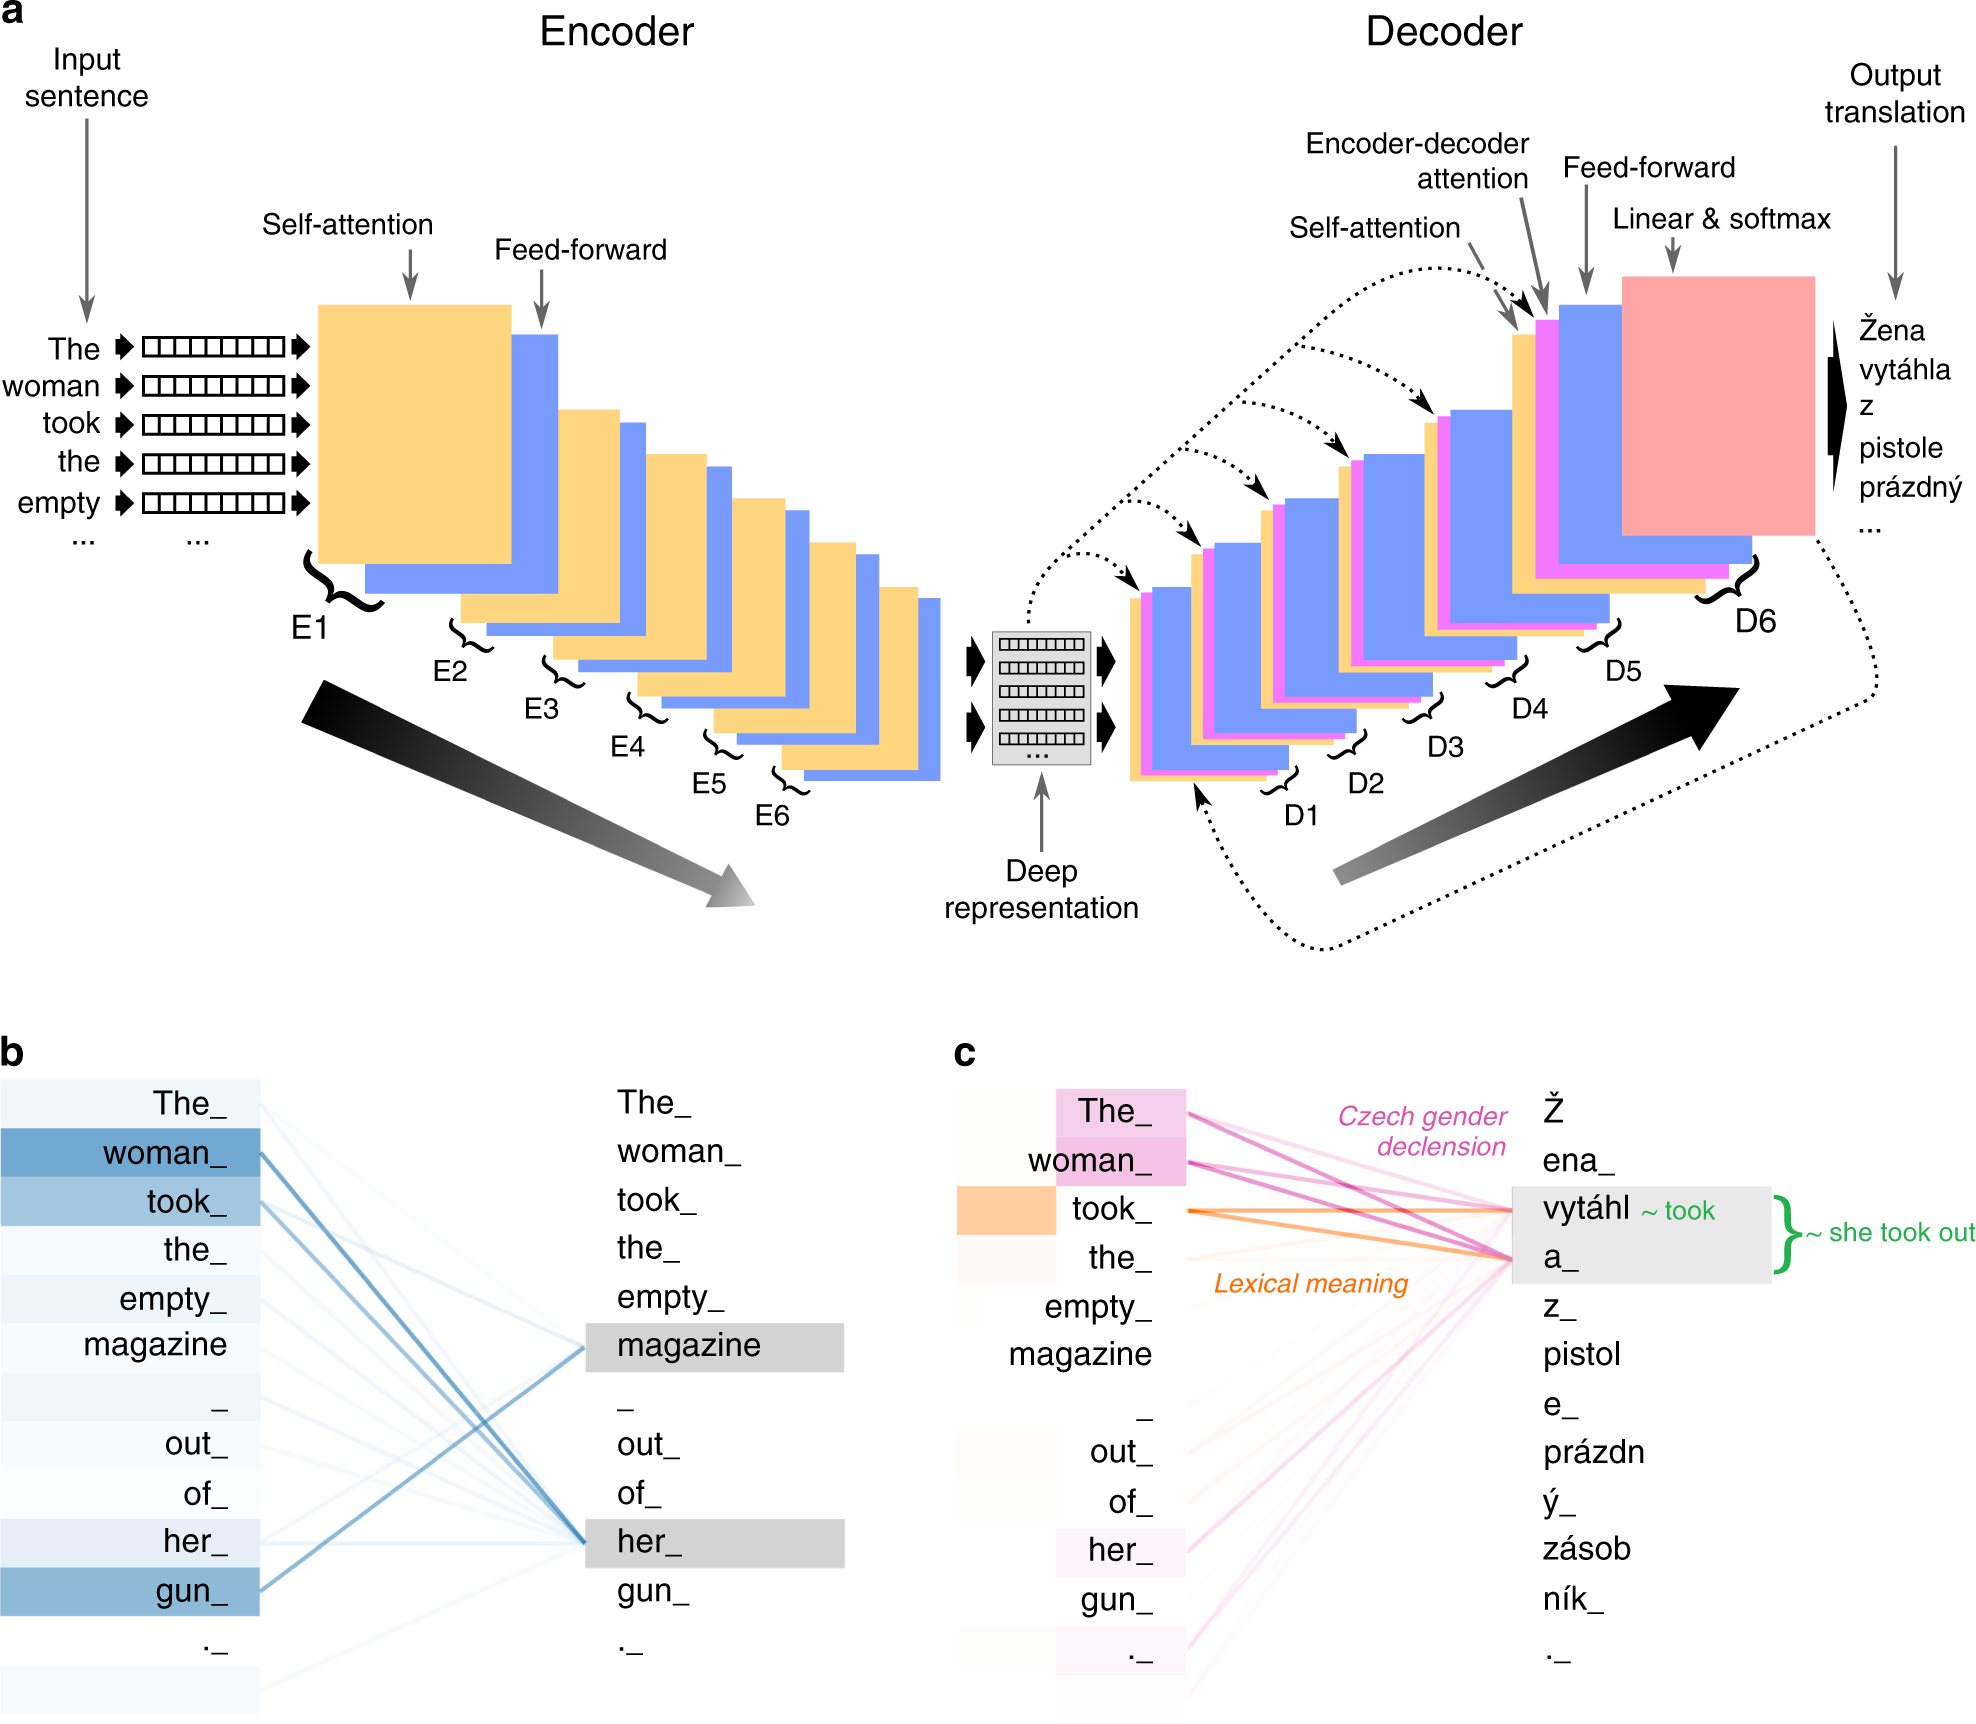 a
Encoder
Decoder
Input
sentence
Output
translation
Encoder-decoder
attention
Feed-forward
Self-attention
Linear & softmax
Self-attention
Feed-forward
The
woman
took
the
empty
...
...
Žena
vytáhla
z
pistole
prázdný
...
E1
E2
E3
E4
E5
E6
...
D1
D2
D3
D4
D5
D6
Deep
representation
b
The_
woman_
took_
the_
empty_
magazine
_
out_
of_
her_
gun_
._
The_
woman_
took_
the_
empty_
magazine
_
out_
of_
her_
gun_
._
c
The_
woman_
took_
the_
empty_
magazine
_
out_
of_
her_
gun_
._
Czech gender
declension
Lexical meaning
Ž
ena_
vytáhl ~ took
a_
~ she took out
z_
pistol
e_
prázdn
ý_
zásob
ník_
._